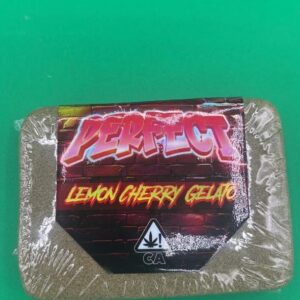 PERFECT
LEMON CHERRY GELATO
!
CA